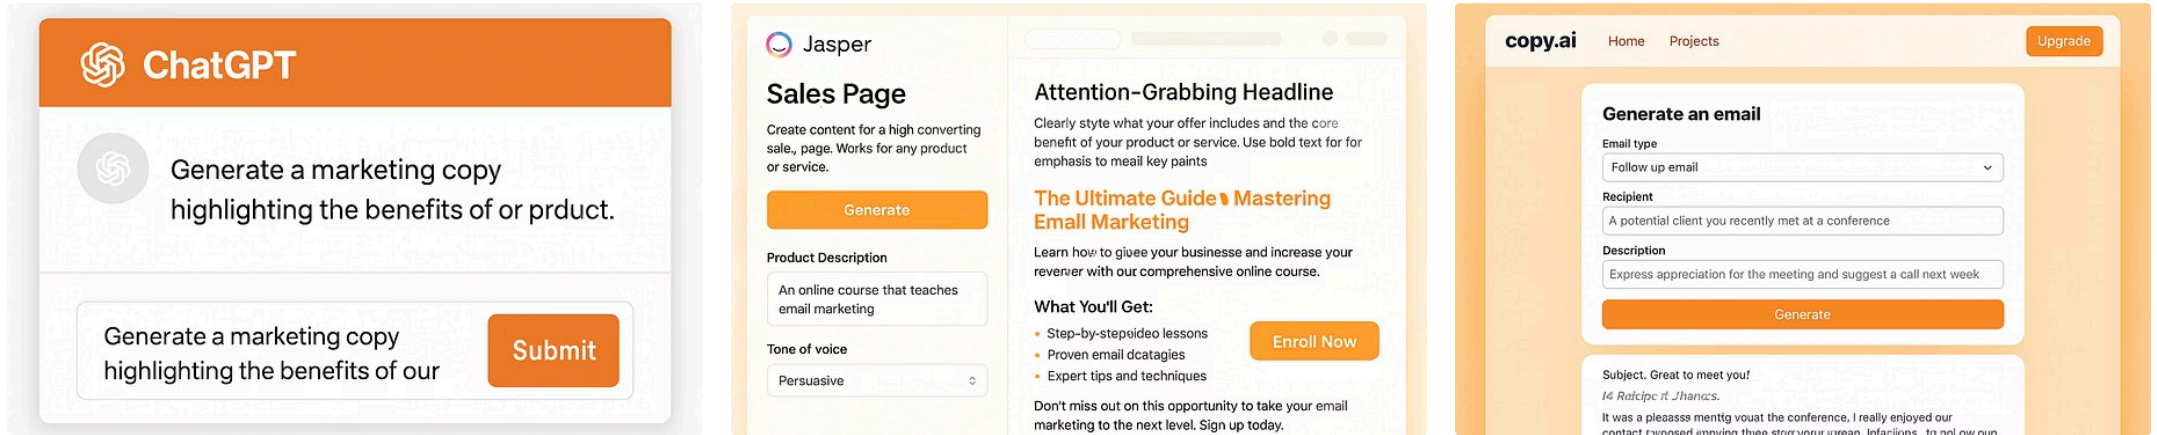 ChatGPT
Generate a marketing copy
highlighting the benefits of or prduct.
Generate a marketing copy
highlighting the benefits of our
Submit
Jasper
Sales Page
Create content for a high converting
sale., page. Works for any product
or service.
Generate
Product Description
An online course that teaches
email marketing
Tone of voice
Persuasive
Attention-Grabbing Headline
Clearly styte what your offer includes and the core
benefit of your product or service. Use bold text for for
emphasis to meail key paints
The Ultimate Guide Mastering
Emall Marketing
Learn how to givee your businesse and increase your
revenier with our comprehensive online course.
What You'll Get:
• Step-by-stepvideo lessons
• Proven email dcatagies
• Expert tips and techniques
Enroll Now
Don't miss out on this opportunity to take your email
marketing to the next level. Sign up today.
copy.ai
Home
Projects
Upgrade
Generate an email
Email type
Follow up email
Recipient
A potential client you recently met at a conference
Description
Express appreciation for the meeting and suggest a call next week
Generate
Subject. Great to meet you!
It was a pleasass menttg vouat the conference, I really enjoyed our